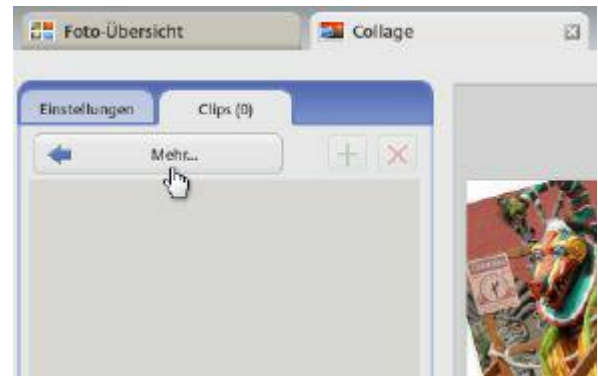 Foto-Übersicht
Collage
Einstellungen
Clips (0)
Mehr...